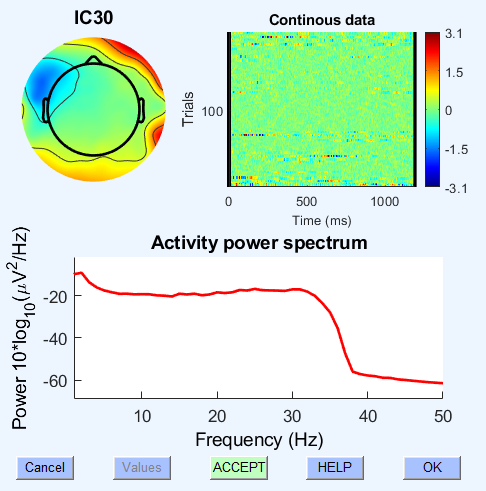 IC30
Continous data
Trials
100
3.1
1.5
0
-1.5
-3.1
0
500
1000
Time (ms)
Activity power spectrum
Power 10*log10(μV2/Hz)
-20
-40
-60
10
20
30
40
50
Frequency (Hz)
Cancel
Values
ACCEPT
HELP
OK